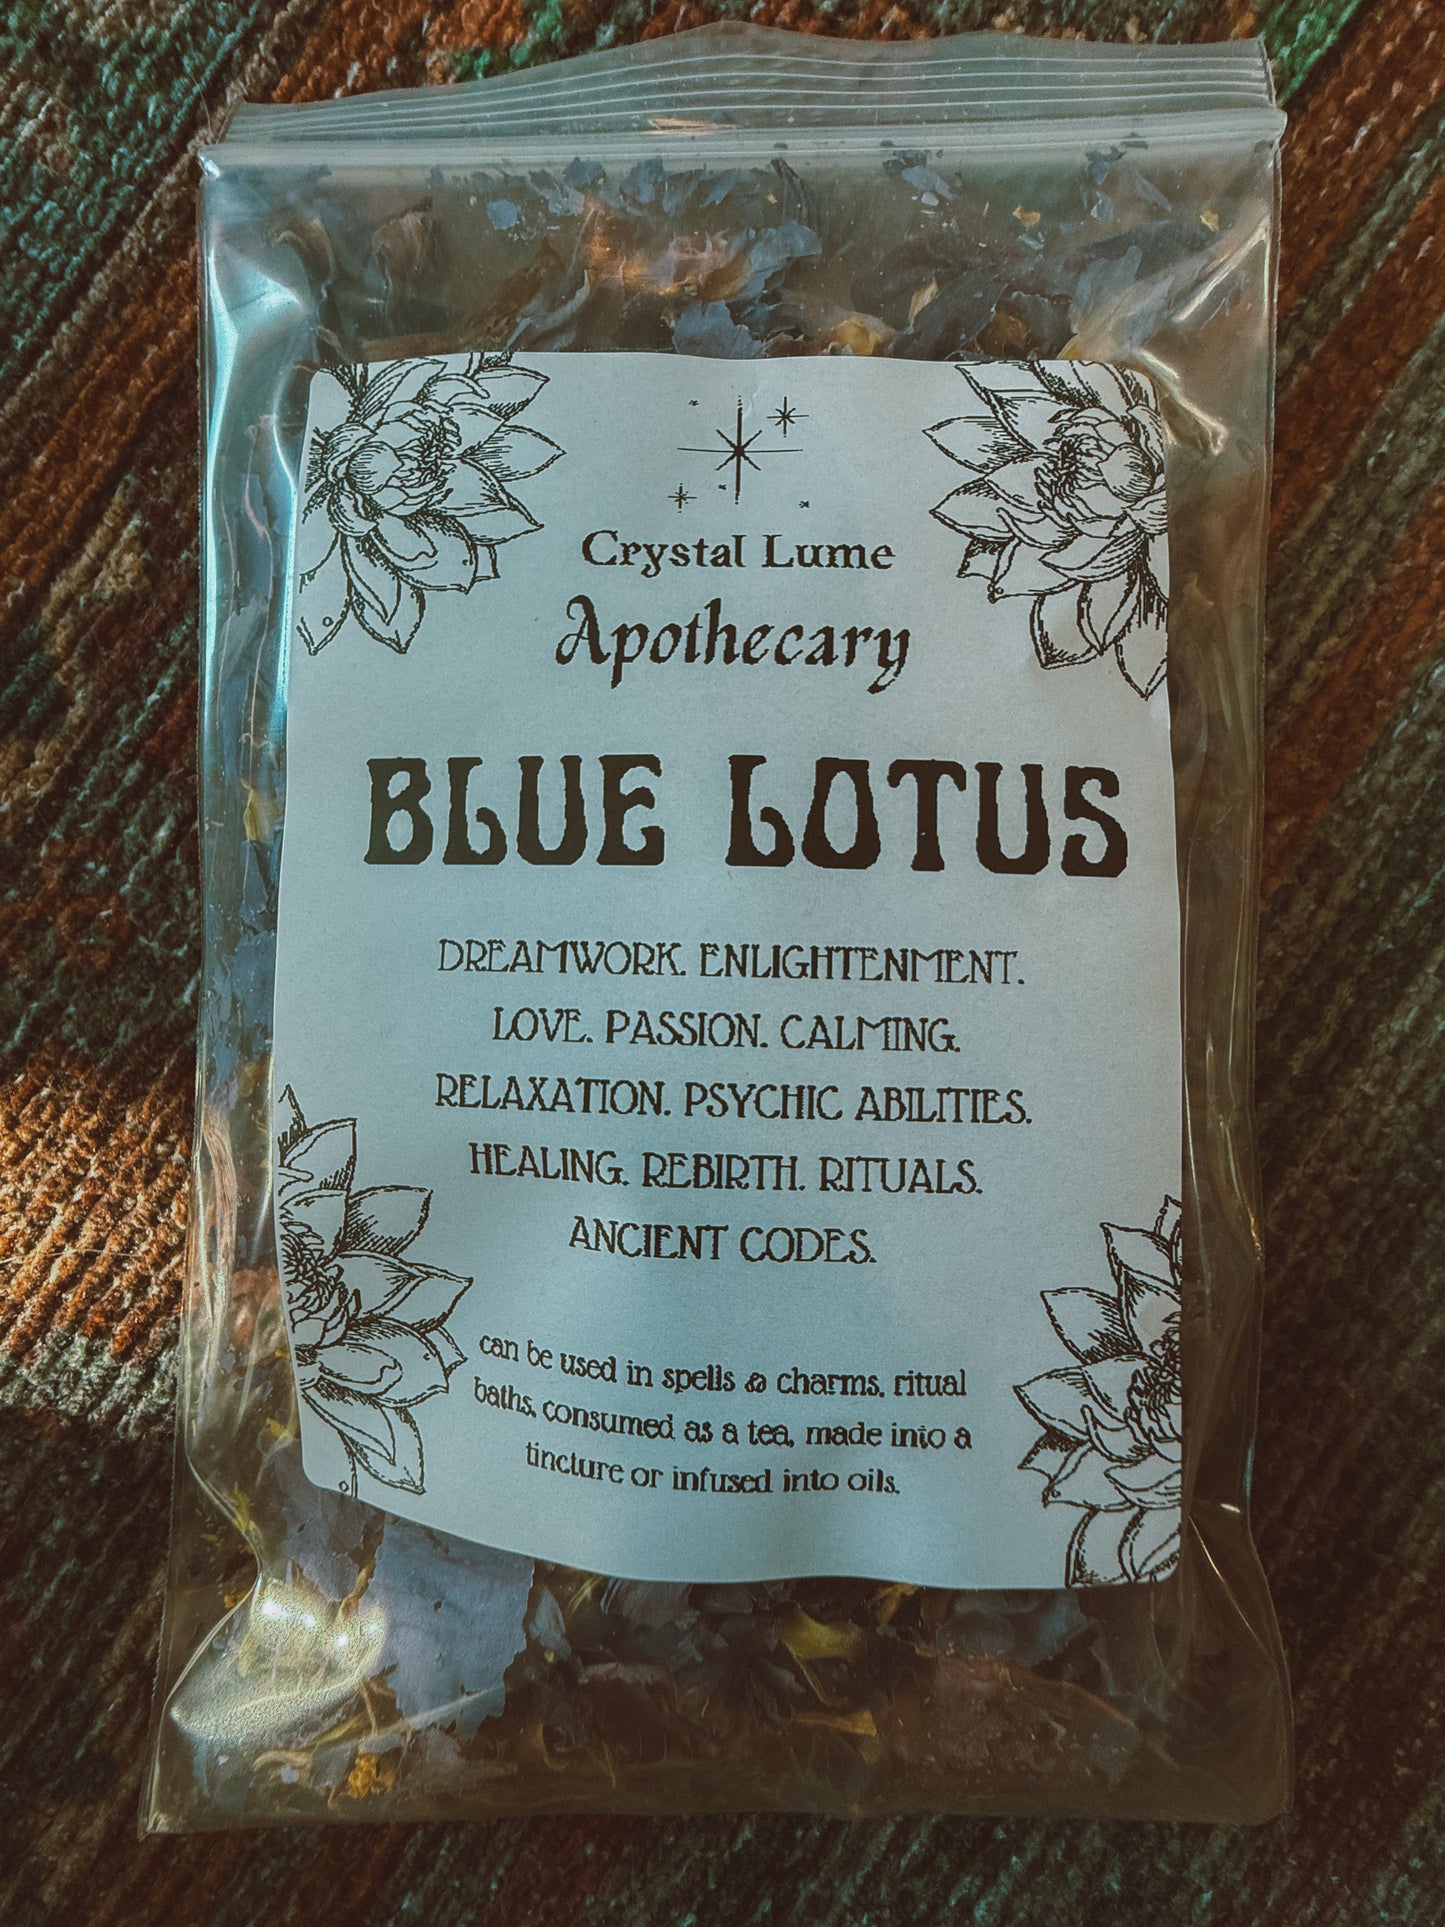 Crystal Lume
Apothecary
BLUE LOTUS
DREAMWORK. ENLIGHTENMENT.
LOVE. PASSION. CALMING.
RELAXATION. PSYCHIC ABILITIES.
HEALING. REBIRTH. RITUALS.
ANCIENT CODES.
can be used in spells & charms, ritual
baths, consumed as a tea, made into a
tincture or infused into oils.